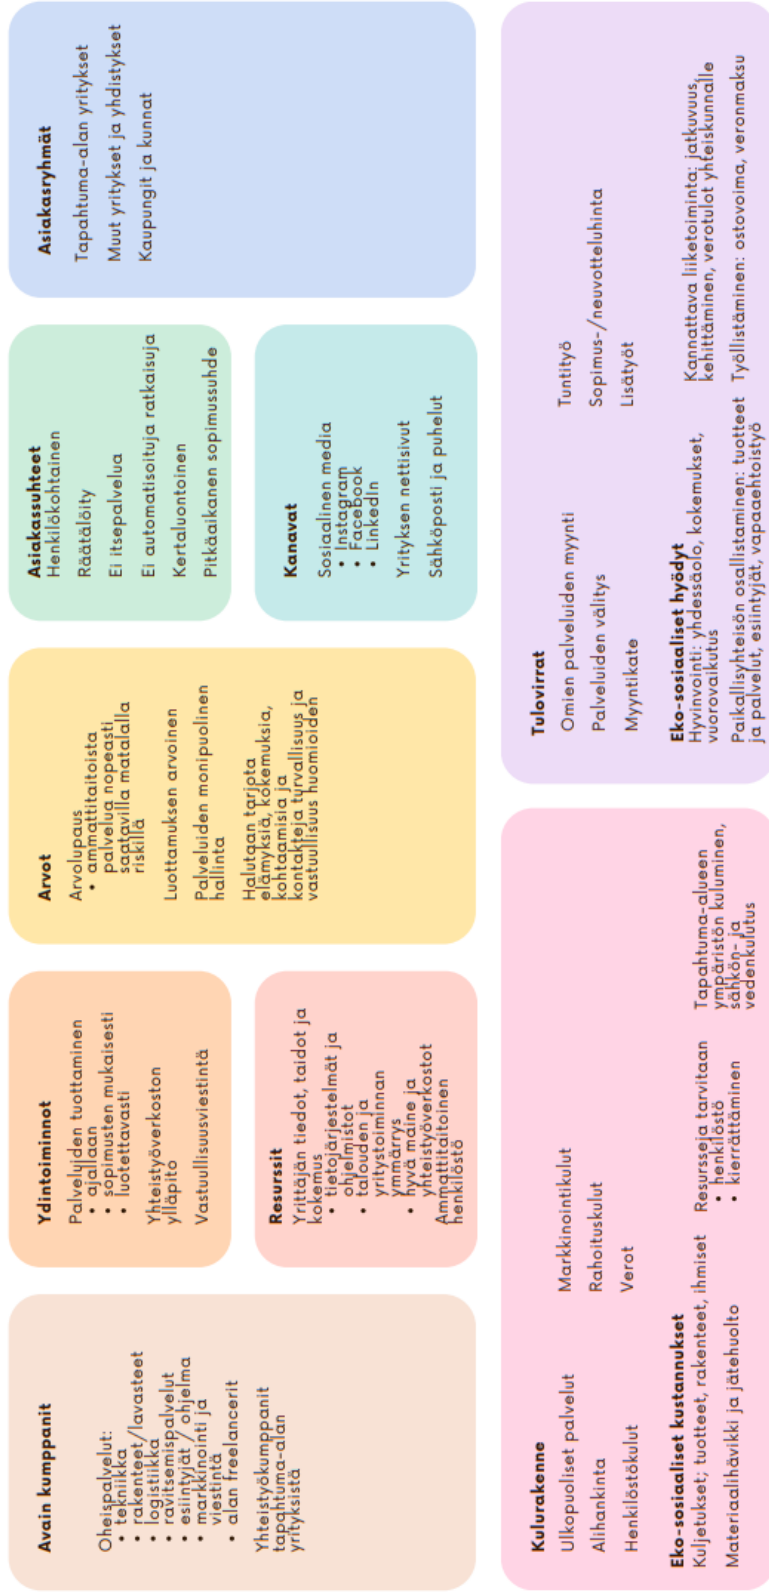 Avain kumppanit
Oheispalvelut:
• tekniikka
• rakenteet/lavasteet
• logistiikka
• ravitsemispalvelut
• esiintyjät / ohjelma
• markkinointi ja
viestintä
• alan freelancerit
Yhteistyökumppanit
tapahtuma-alan
yrityksistä
Ydintoiminnot
Palveluiden tuottaminen
• ajallaan
• sopimusten mukaisesti
• luotettavasti
Yhteistyöverkoston
ylläpito
Vastuullisuusviestintä
Resurssit
Yrittäjän tiedot, taidot ja
kokemus
• tietojärjestelmät ja
ohjelmistot
• talouden ja
yritystoiminnan
ymmärrys
• hyvä maine ja
yhteistyöverkostot
Ammattitaitoinen
henkilöstö
Arvot
Arvolupaus
• ammattitaitoista
palvelua nopeasti
saatavilla matalalla
riskillä
Luottamuksen arvoinen
Palveluiden monipuolinen
hallinta
Halutaan tarjota
elämyksiä, kokemuksia,
kohtaamisia ja
kontakteja turvallisuus ja
vastuullisuus huomioiden
Asiakassuhteet
Henkilökohtainen
Räätälöity
Ei itsepalvelua
Ei automatisoituja ratkaisuja
Kertaluontoinen
Pitkäaikanen sopimussuhde
Kanavat
Sosiaalinen media
• Instagram
• Facebook
• LinkedIn
Yrityksen nettisivut
Sähköposti ja puhelut
Asiakasryhmät
Tapahtuma-alan yritykset
Muut yritykset ja yhdistykset
Kaupungit ja kunnat
Kulurakenne
Ulkopuoliset palvelut
Alihankinta
Henkilöstökulut
Markkinointikulut
Rahoituskulut
Verot
Eko-sosiaaliset kustannukset
Kuljetukset; tuotteet, rakenteet, ihmiset
Materiaalihävikki ja jätehuolto
Resursseja tarvitaan
• henkilöstö
• kierrättäminen
Tapahtuma-alueen
ympäristön kuluminen,
sähkön- ja
vedenkulutus
Tulovirrat
Omien palveluiden myynti
Palveluiden välitys
Myyntikate
Tuntityö
Sopimus-/neuvotteluhinta
Lisätyöt
Eko-sosiaaliset hyödyt
Hyvinvointi: yhdessäolo, kokemukset,
vuorovaikutus
Paikallisyhteisön osallistaminen: tuotteet
ja palvelut, esiintyjät, vapaaehtoistyö
Kannattava liiketoiminta: jatkuvuus,
kehittäminen, verotulot yhteiskunnalle
Työllistäminen: ostovoima, veronmaksu